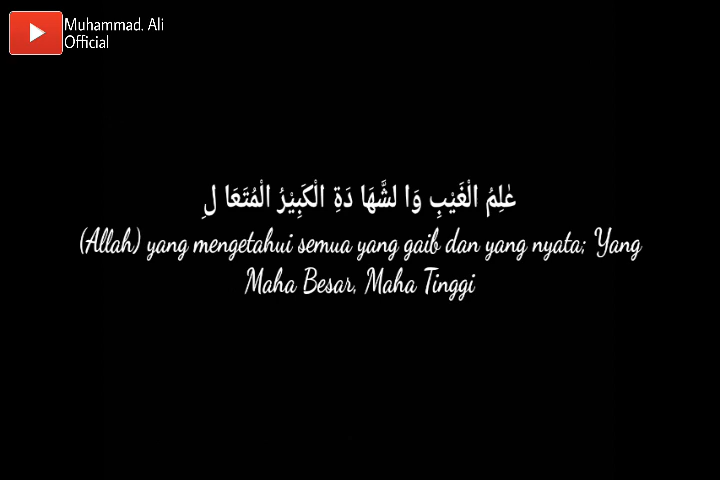 Muhammad. Ali
Official
عٰلِمُ الْغَيْبِ وَا لشَّهَا دَةِ الْكَبِيْرُ الْمُتَعَا لِ
(Allah) yang mengetahui semua yang gaib dan yang nyata; Yang
Maha Besar, Maha Tinggi